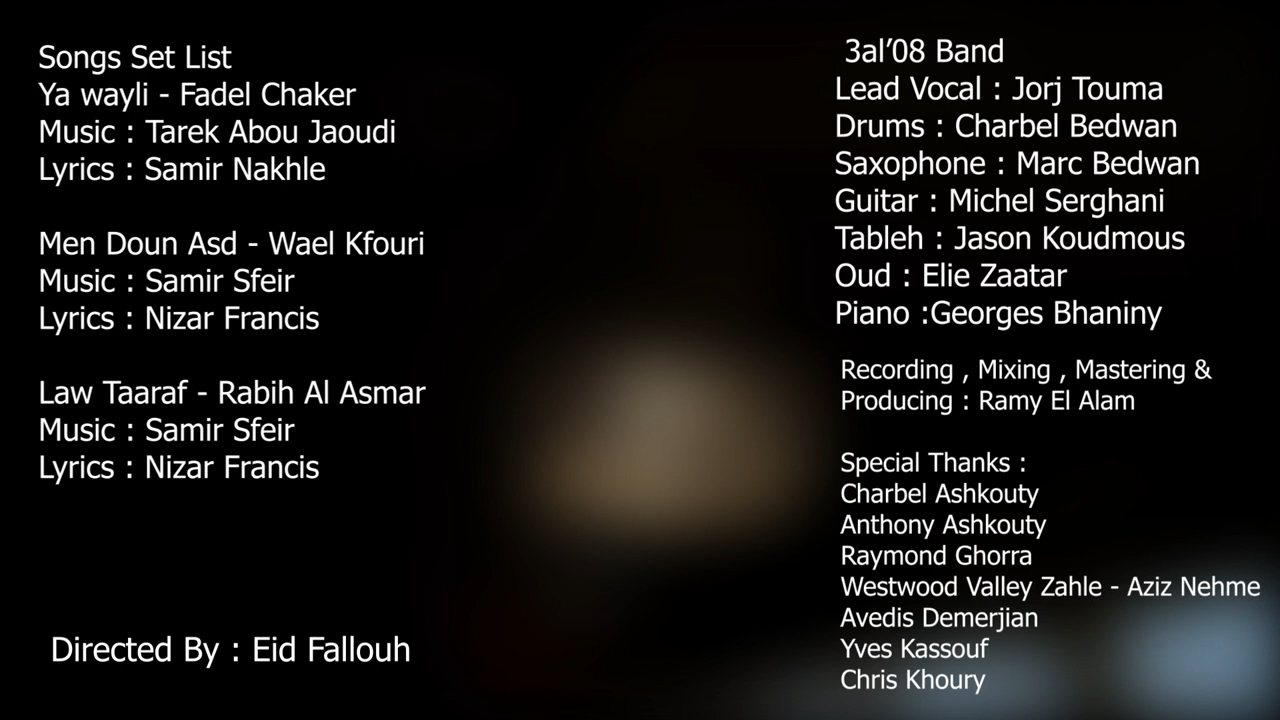 Songs Set List
Ya wayli - Fadel Chaker
Music : Tarek Abou Jaoudi
Lyrics : Samir Nakhle
Men Doun Asd - Wael Kfouri
Music : Samir Sfeir
Lyrics : Nizar Francis
Law Taaraf - Rabih Al Asmar
Music : Samir Sfeir
Lyrics : Nizar Francis
Directed By : Eid Fallouh
3al’08 Band
Lead Vocal : Jorj Touma
Drums : Charbel Bedwan
Saxophone : Marc Bedwan
Guitar : Michel Serghani
Tableh : Jason Koudmous
Oud : Elie Zaatar
Piano :Georges Bhaniny
Recording , Mixing , Mastering &
Producing : Ramy El Alam
Special Thanks :
Charbel Ashkouty
Anthony Ashkouty
Raymond Ghorra
Westwood Valley Zahle - Aziz Nehme
Avedis Demerjian
Yves Kassouf
Chris Khoury